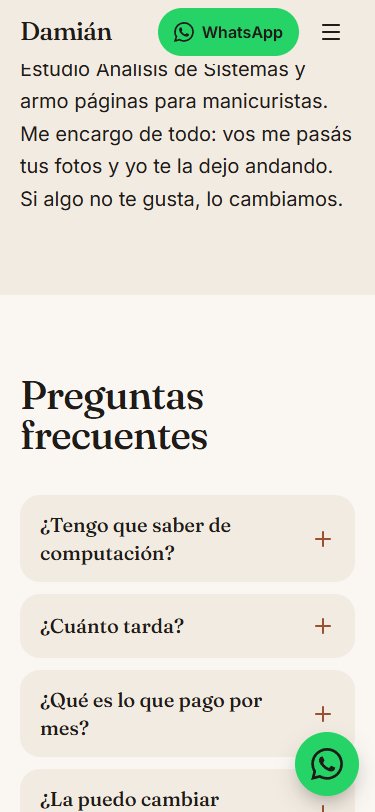 Damián
WhatsApp
Estudio Análisis de Sistemas y
armo páginas para manicuristas.
Me encargo de todo: vos me pasás
tus fotos y yo te la dejo andando.
Si algo no te gusta, lo cambiamos.
Preguntas
frecuentes
¿Tengo que saber de
computación?
¿Cuánto tarda?
¿Qué es lo que pago por
mes?
¿La puedo cambiar